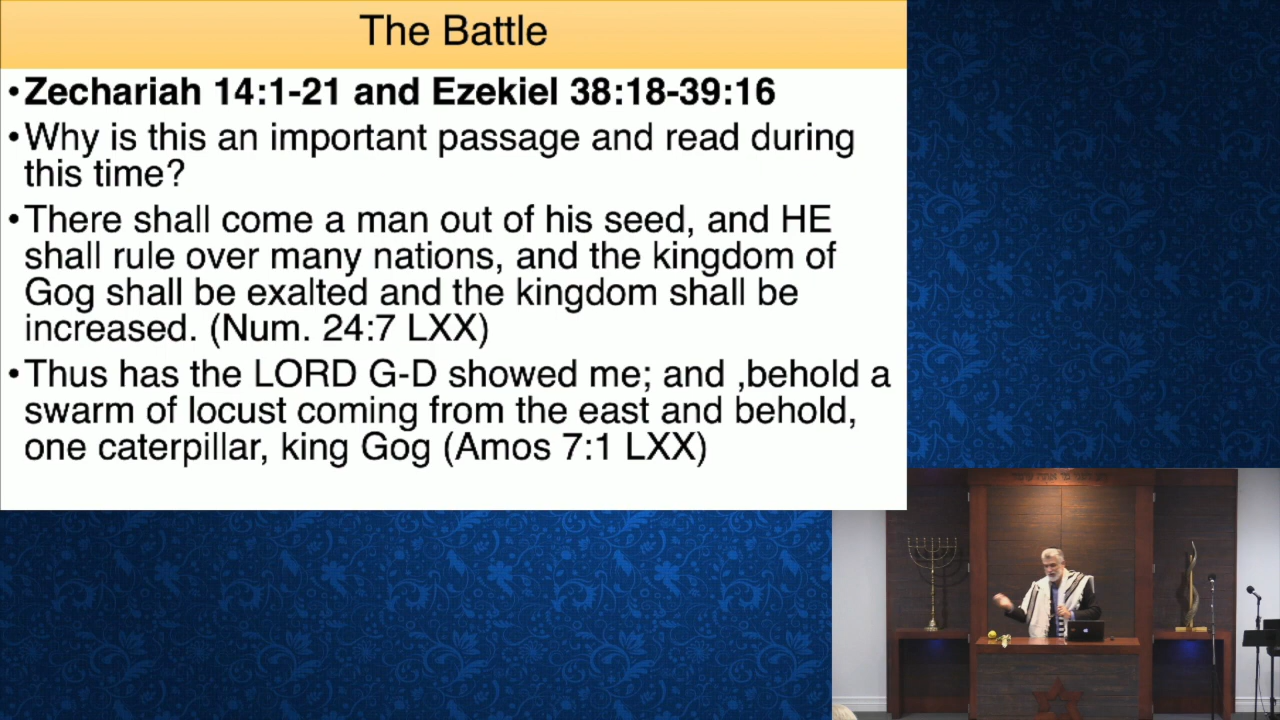 The Battle
•Zechariah 14:1-21 and Ezekiel 38:18-39:16
•Why is this an important passage and read during
this time?
•There shall come a man out of his seed, and HE
shall rule over many nations, and the kingdom of
Gog shall be exalted and the kingdom shall be
increased. (Num. 24:7 LXX)
•Thus has the LORD G-D showed me; and ,behold a
swarm of locust coming from the east and behold,
one caterpillar, king Gog (Amos 7:1 LXX)